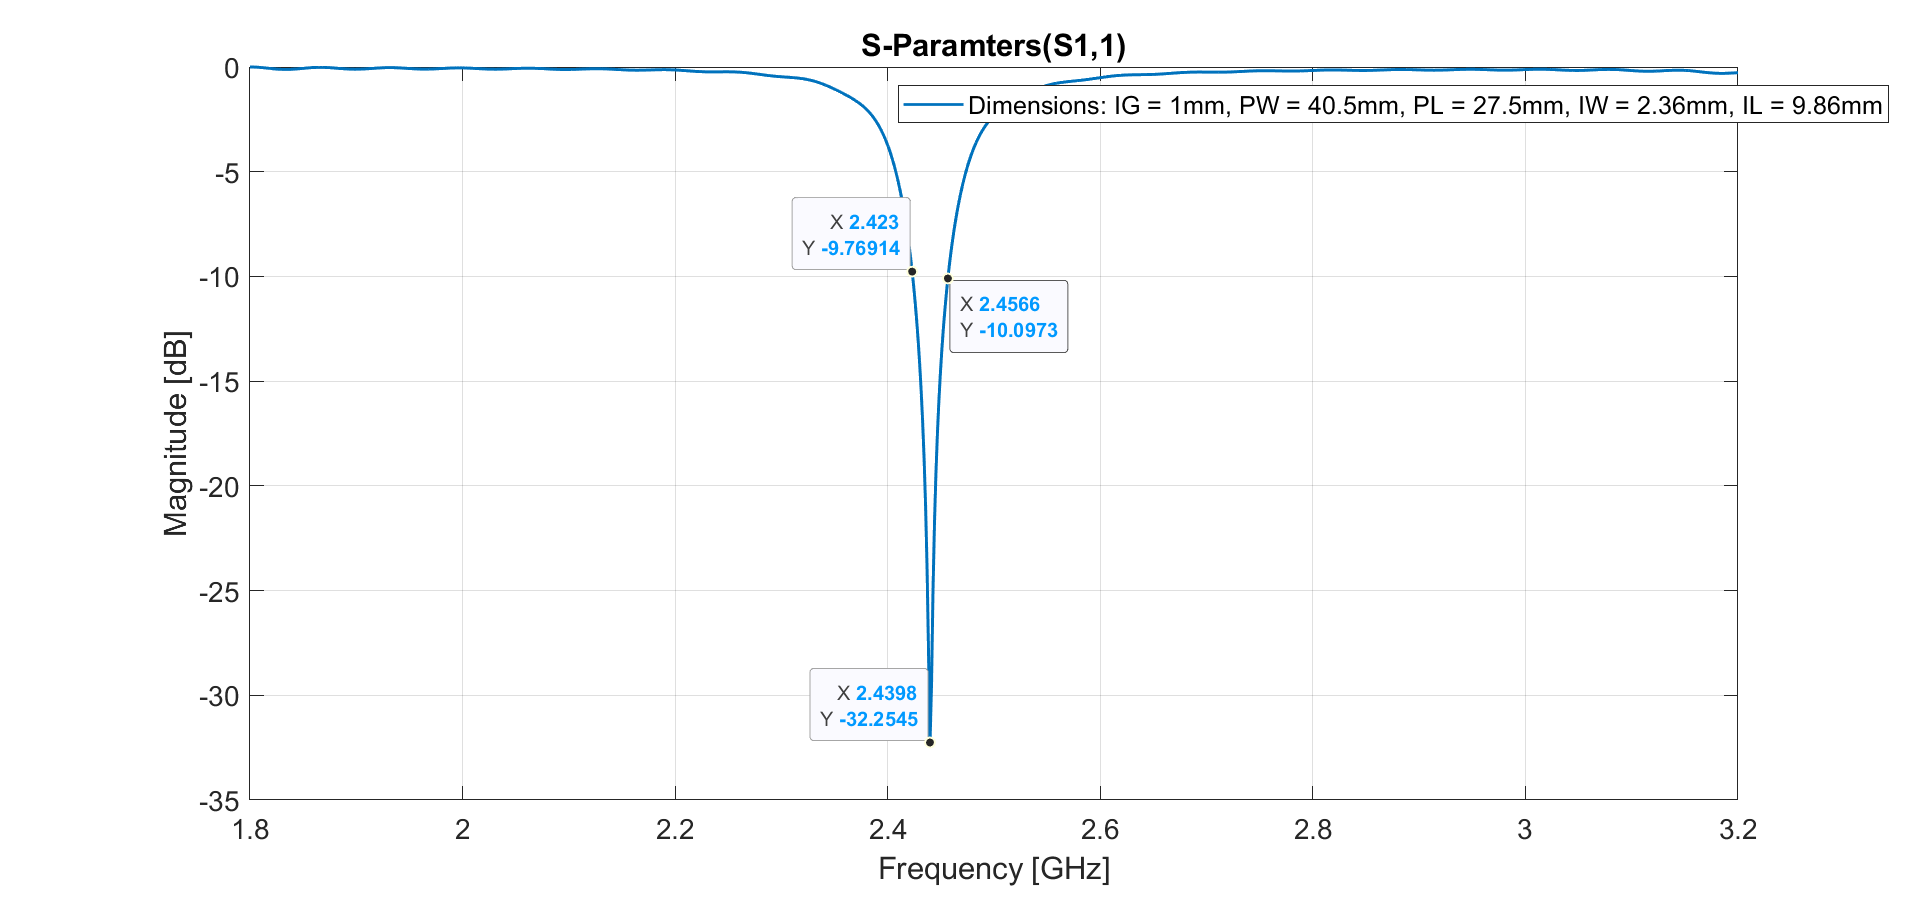 S-Paramters(S1,1)
Dimensions: IG = 1mm, PW = 40.5mm, PL = 27.5mm, IW = 2.36mm, IL = 9.86mm
0
-5
-10
-15
-20
-25
-30
-35
Magnitude [dB]
X 2.423
Y -9.76914
X 2.4566
Y -10.0973
X 2.4398
Y -32.2545
1.8
2
2.2
2.4
2.6
2.8
3
3.2
Frequency [GHz]